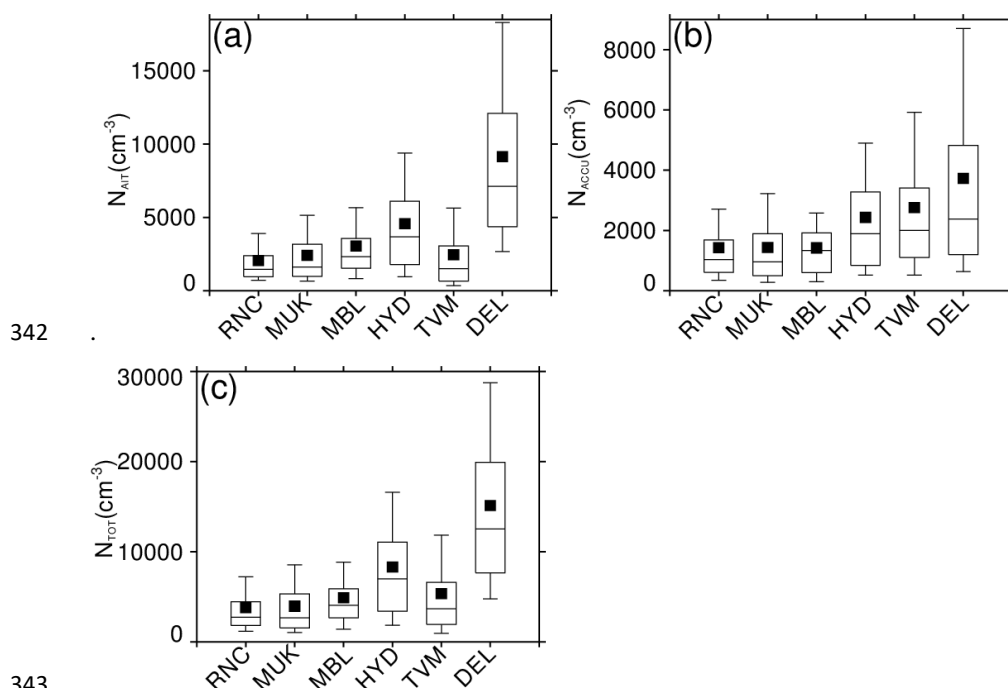 (a)
15000
10000
5000
0
N_AIT(cm^-3)
RNC MUK MBL HYD TVM DEL
(b)
8000
6000
4000
2000
0
N_ACCU(cm^-3)
RNC MUK MBL HYD TVM DEL
342 .
(c)
30000
20000
10000
0
N_TOT(cm^-3)
RNC MUK MBL HYD TVM DEL
343